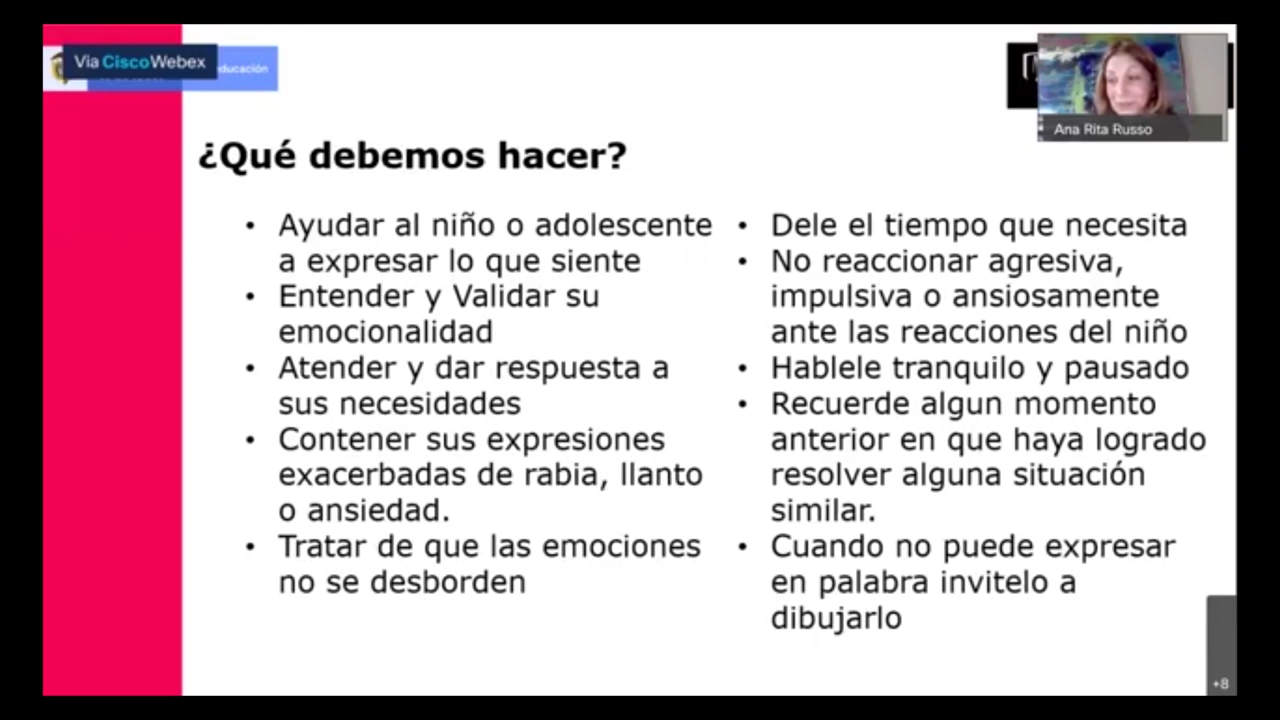 Via CiscoWebex
educación
Ana Rita Russo
¿Qué debemos hacer?
• Ayudar al niño o adolescente
a expresar lo que siente
• Entender y Validar su
emocionalidad
• Atender y dar respuesta a
sus necesidades
• Contener sus expresiones
exacerbadas de rabia, llanto
o ansiedad.
• Tratar de que las emociones
no se desborden
• Dele el tiempo que necesita
• No reaccionar agresiva,
impulsiva o ansiosamente
ante las reacciones del niño
• Hablele tranquilo y pausado
• Recuerde algun momento
anterior en que haya logrado
resolver alguna situación
similar.
• Cuando no puede expresar
en palabra invitelo a
dibujarlo
+8